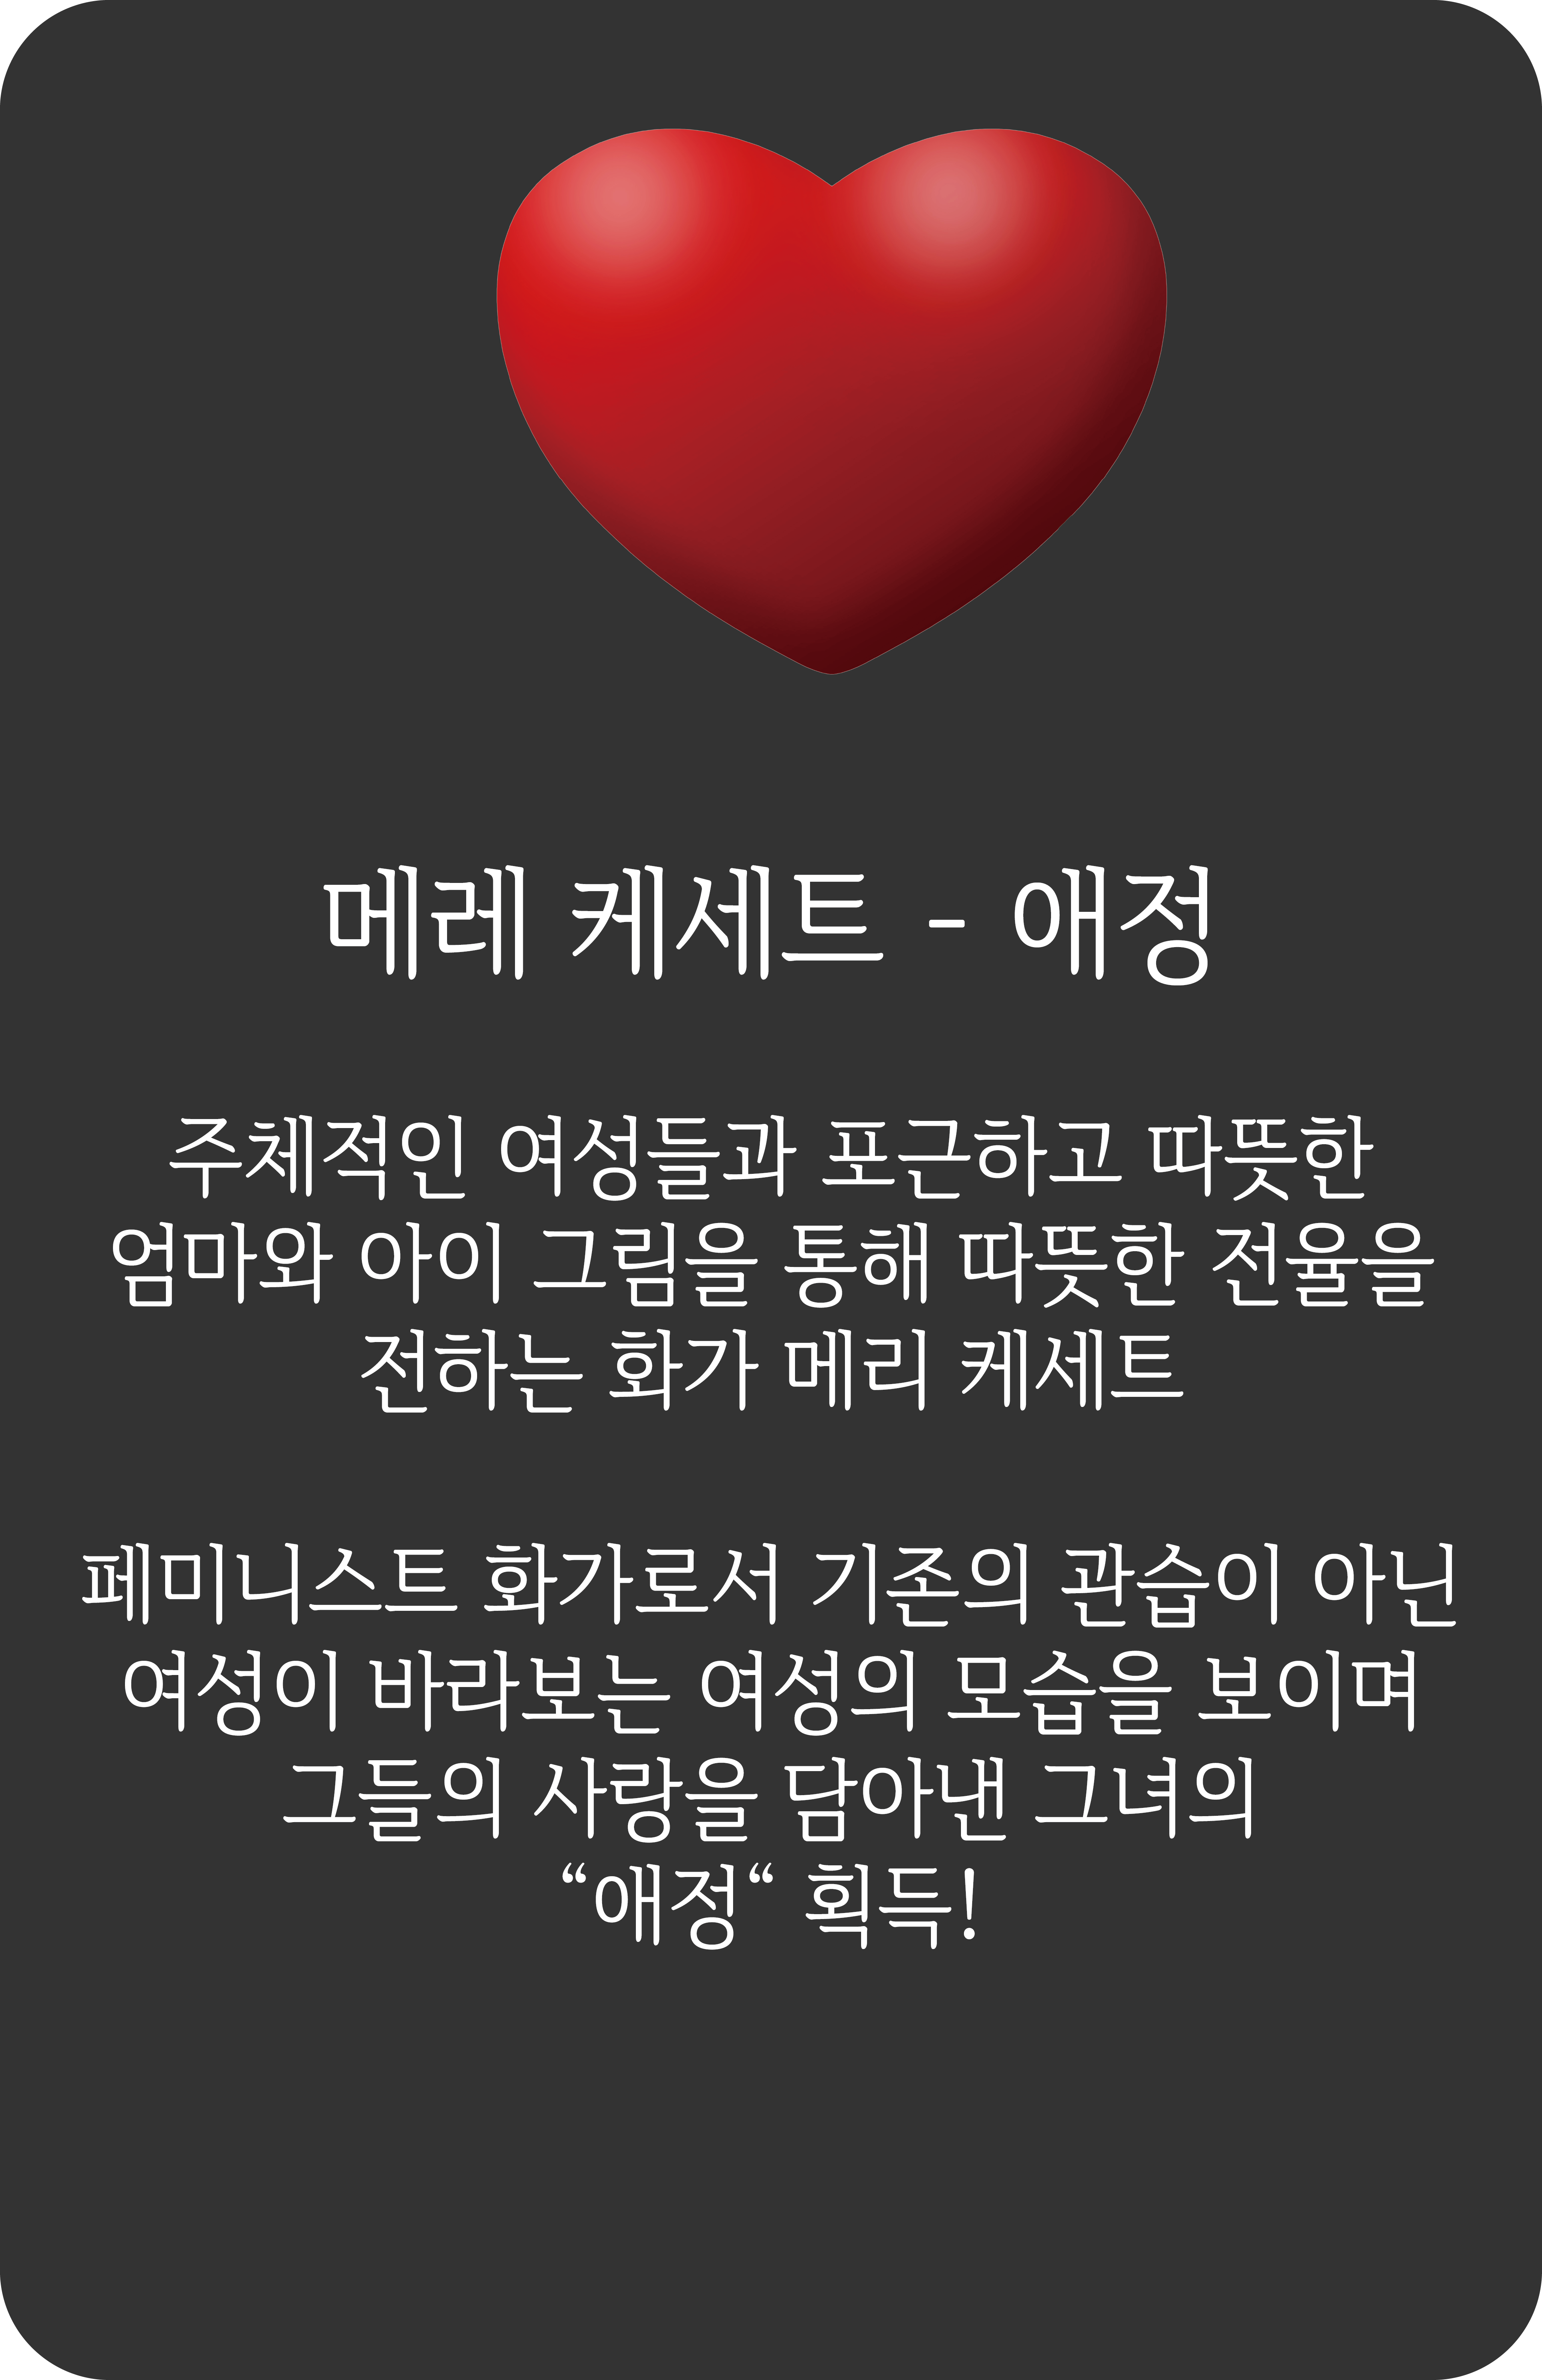 메레 케세트 - 애정
주체적인 여성들과 포근하고 따뜻한
엄마와 아이 그림을 통해 따뜻한 전율을
전하는 화가 메리 케세트
페미니스트 화가로서 기존의 관습이 아닌
여성이 바라보는 여성의 모습을 보이며
그들의 사랑을 담아낸 그녀의
“애정“ 획득!